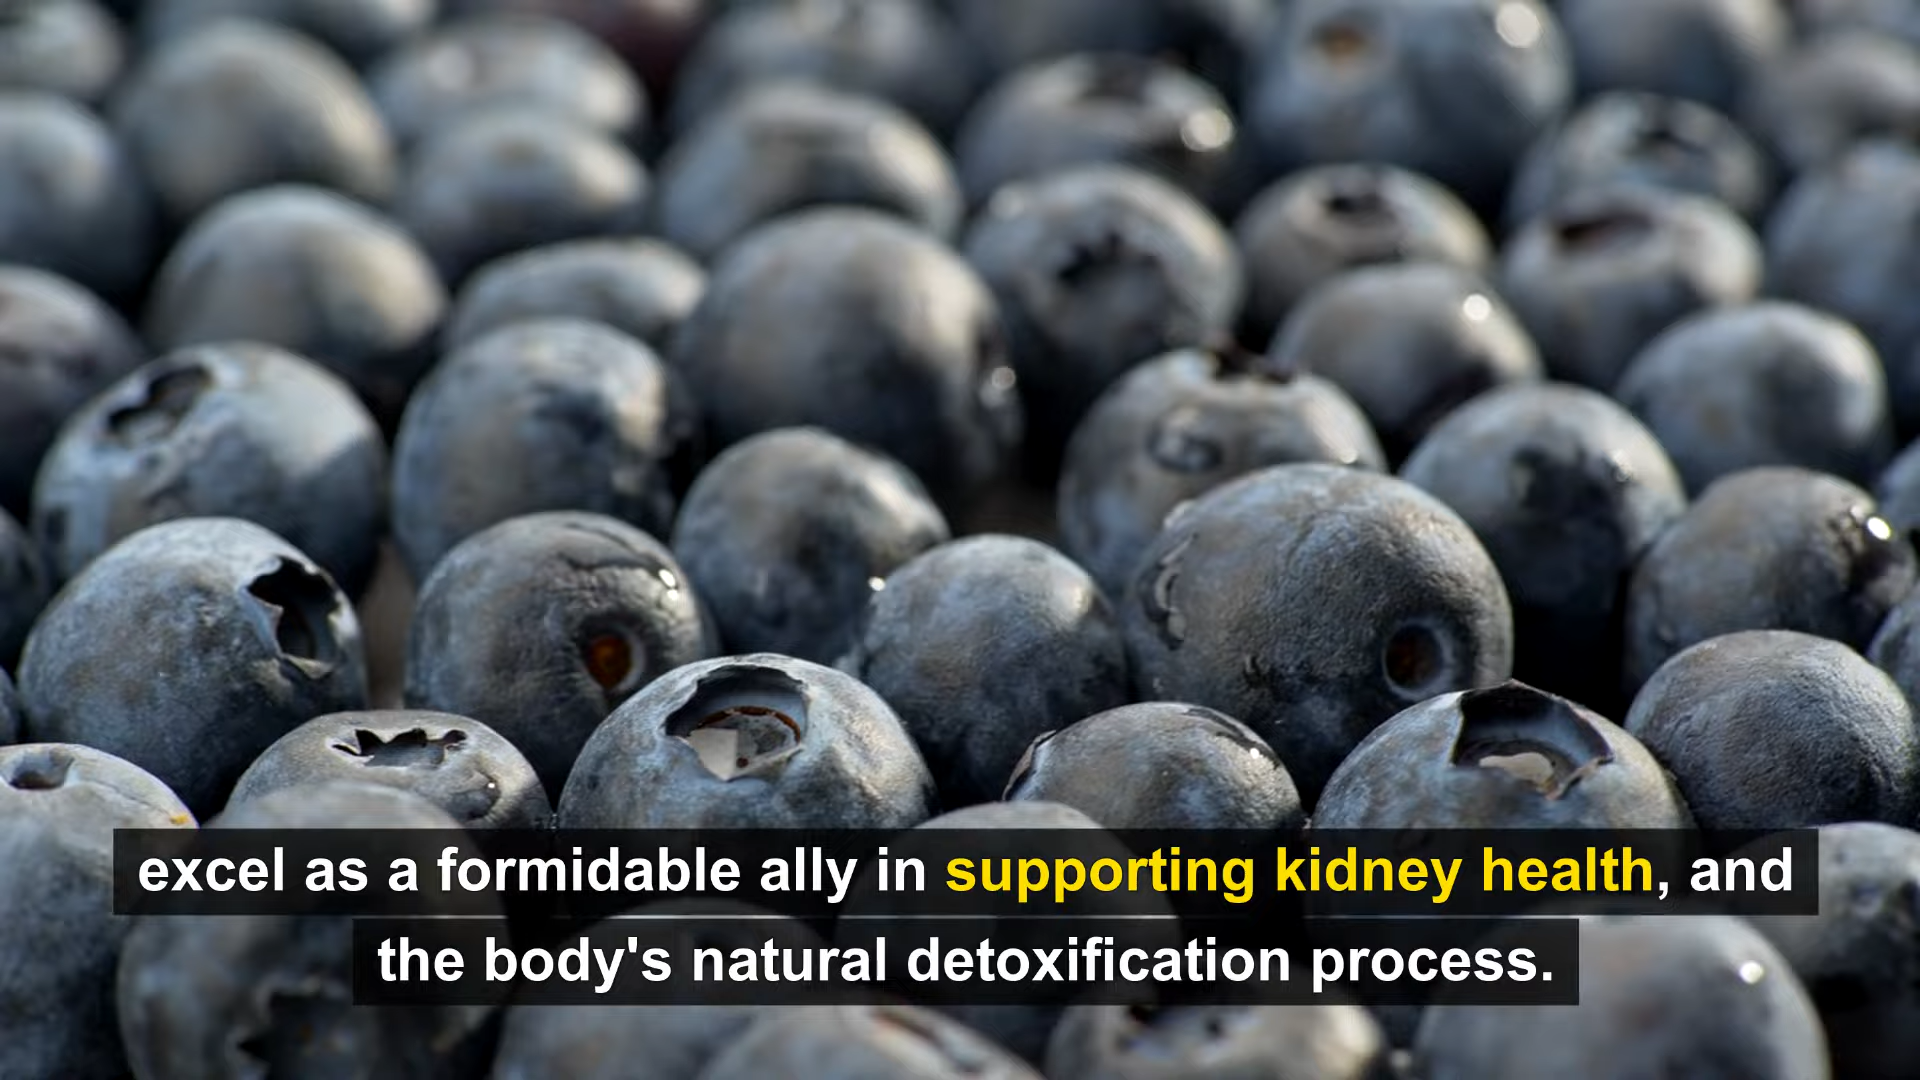 excel as a formidable ally in supporting kidney health, and
the body's natural detoxification process.